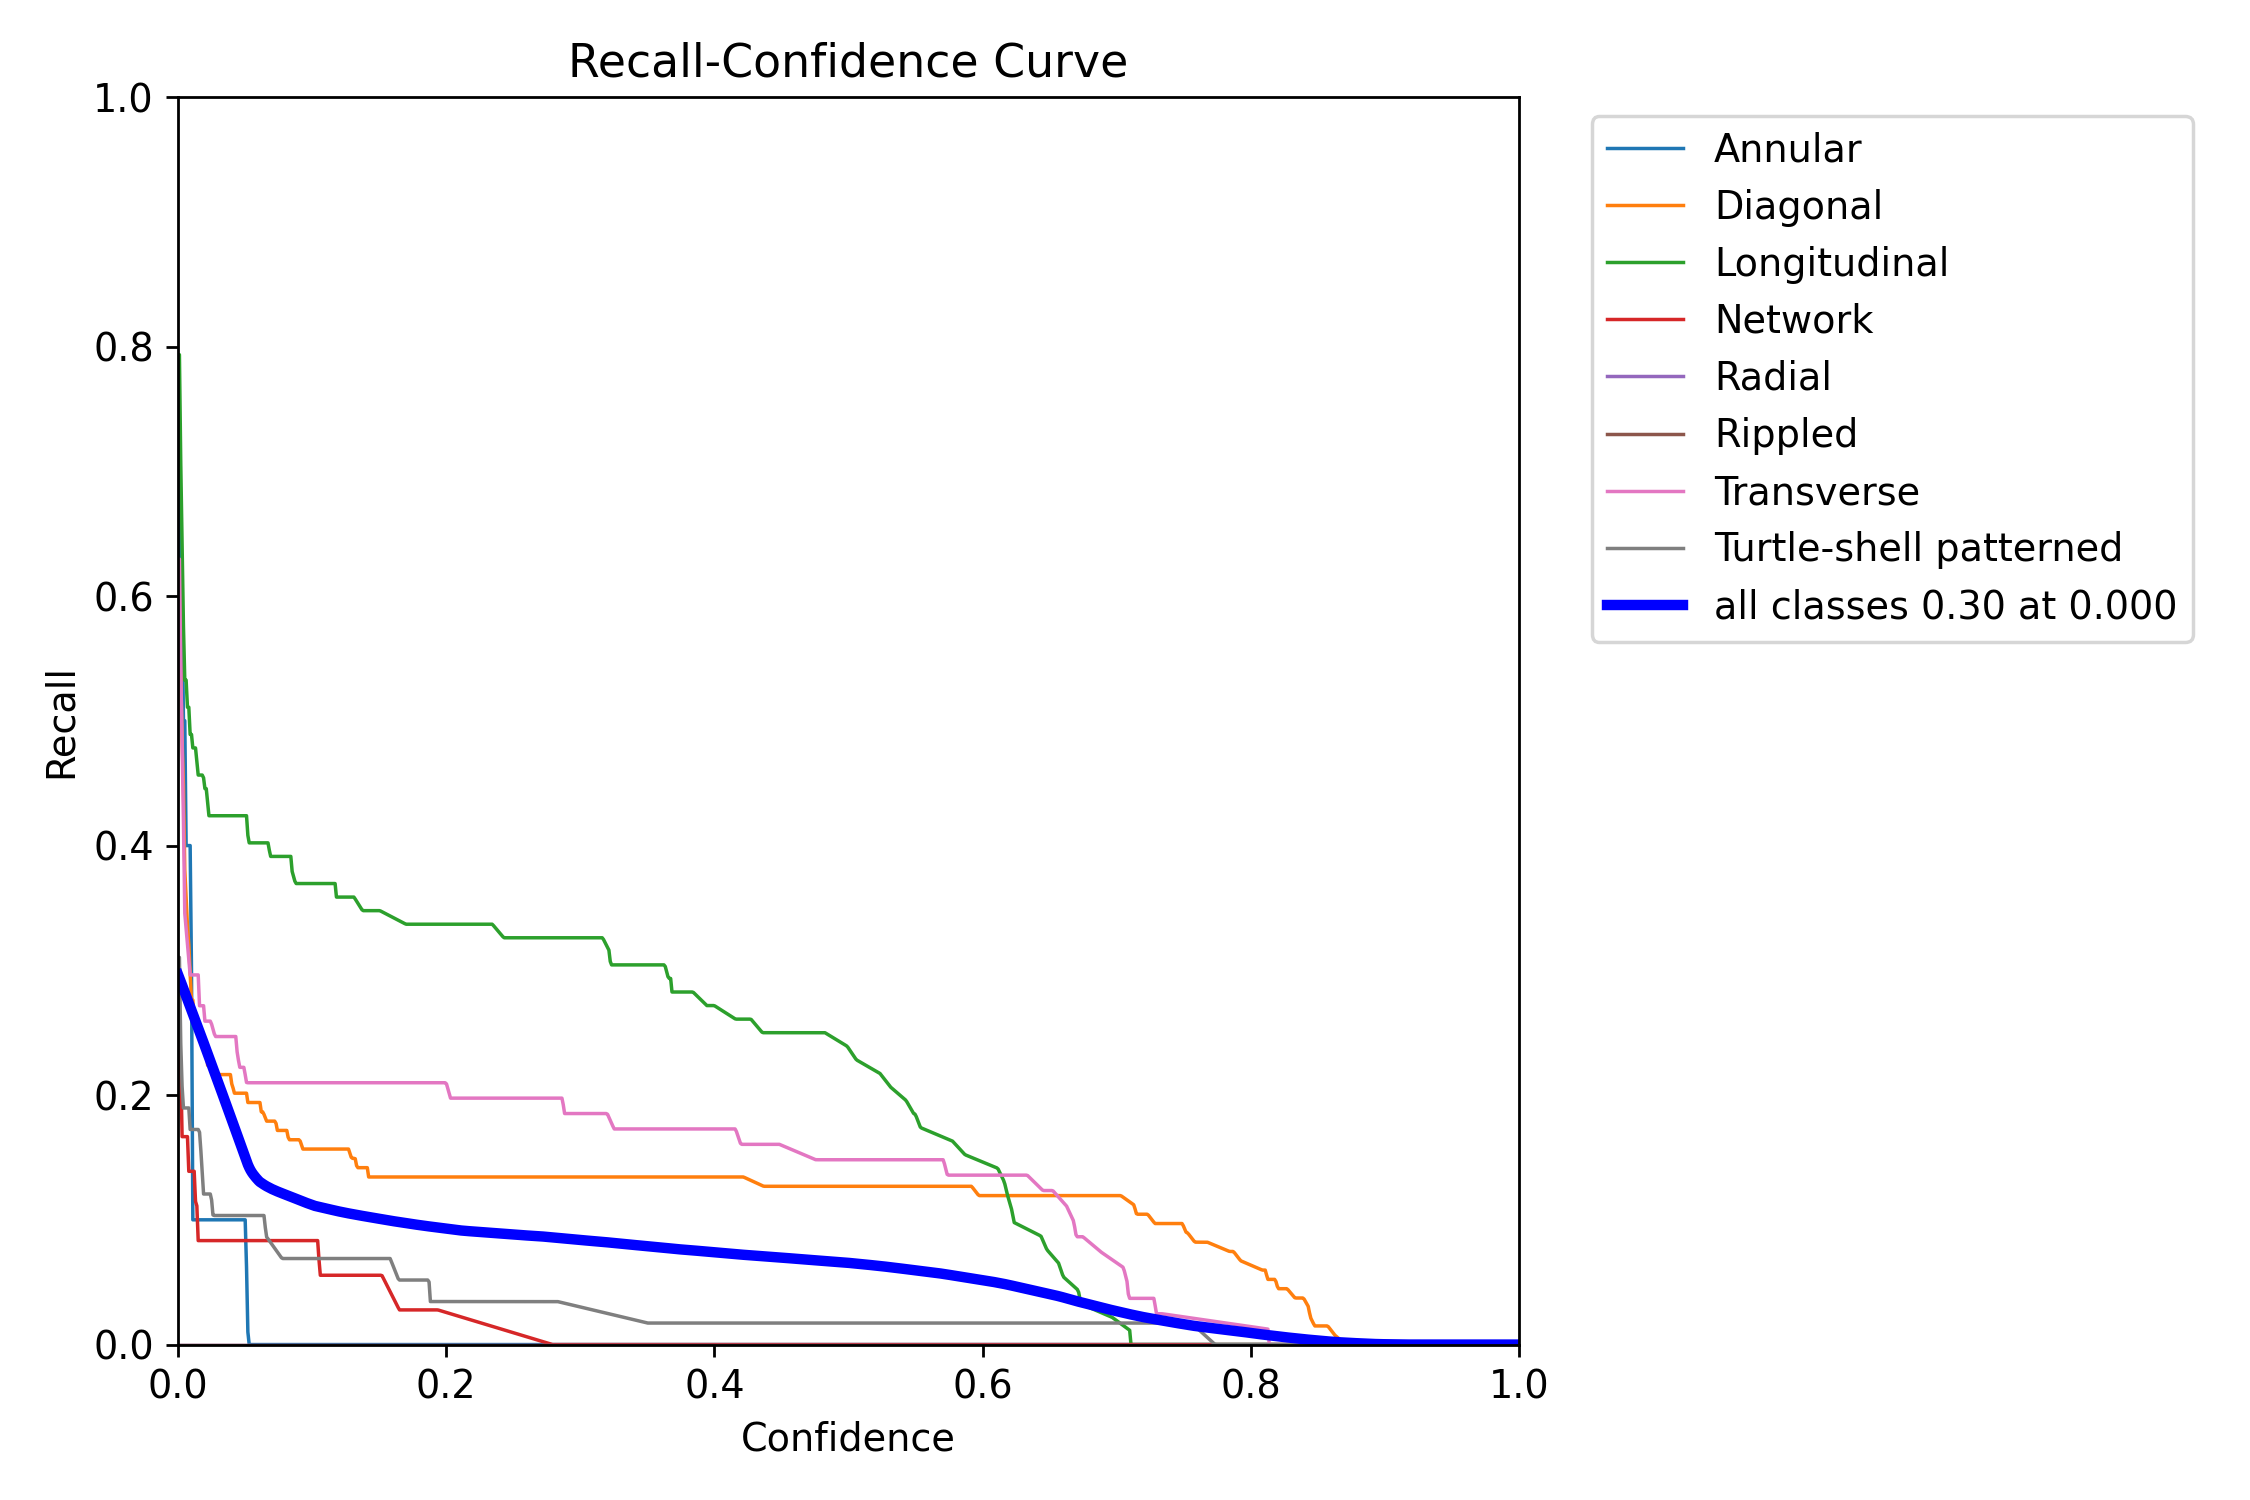 Recall-Confidence Curve
1.0
0.8
0.6
0.4
0.2
0.0
Recall
0.0 0.2 0.4 0.6 0.8 1.0
Confidence
Annular
Diagonal
Longitudinal
Network
Radial
Rippled
Transverse
Turtle-shell patterned
all classes 0.30 at 0.000